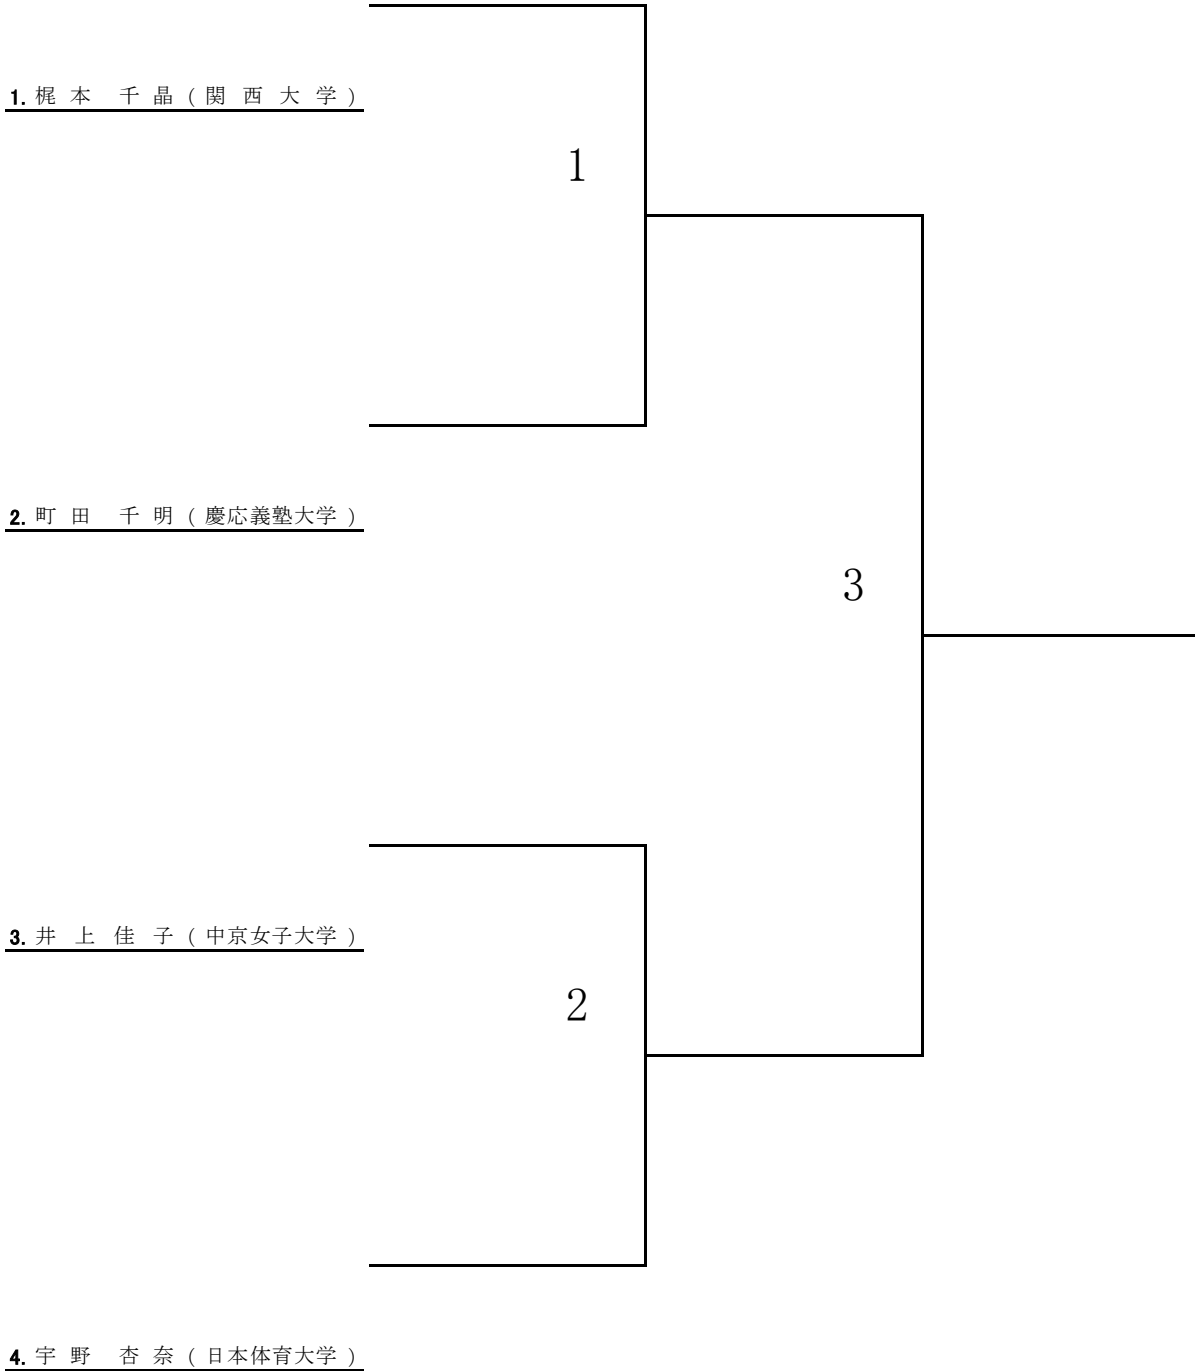 1. 梶本 千晶(関西大学)
1
2. 町田 千明(慶応義塾大学)
3
3. 井上佳子(中京女子大学)
2
4. 宇野 杏奈(日本体育大学)